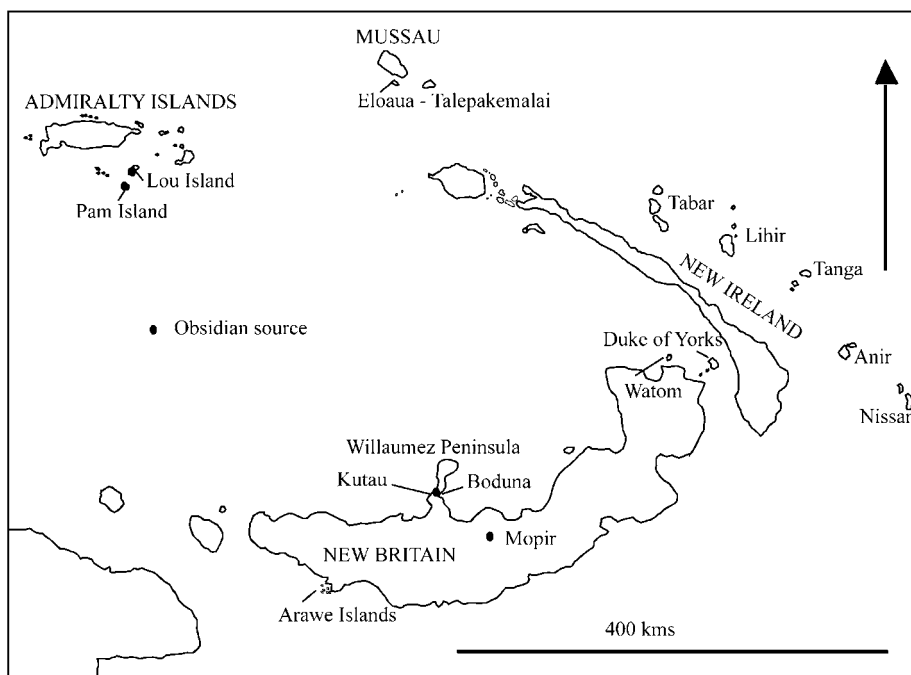 MUSSAU
Eloaua - Talepakemalai
ADMIRALTY ISLANDS
Lou Island
Pam Island
Tabar
Lihir
Tanga
NEW IRELAND
Obsidian source
Duke of Yorks
Anir
Watom
Nissan
Willaumez Peninsula
Kutau
Boduna
Mopir
NEW BRITAIN
Arawe Islands
400 kms